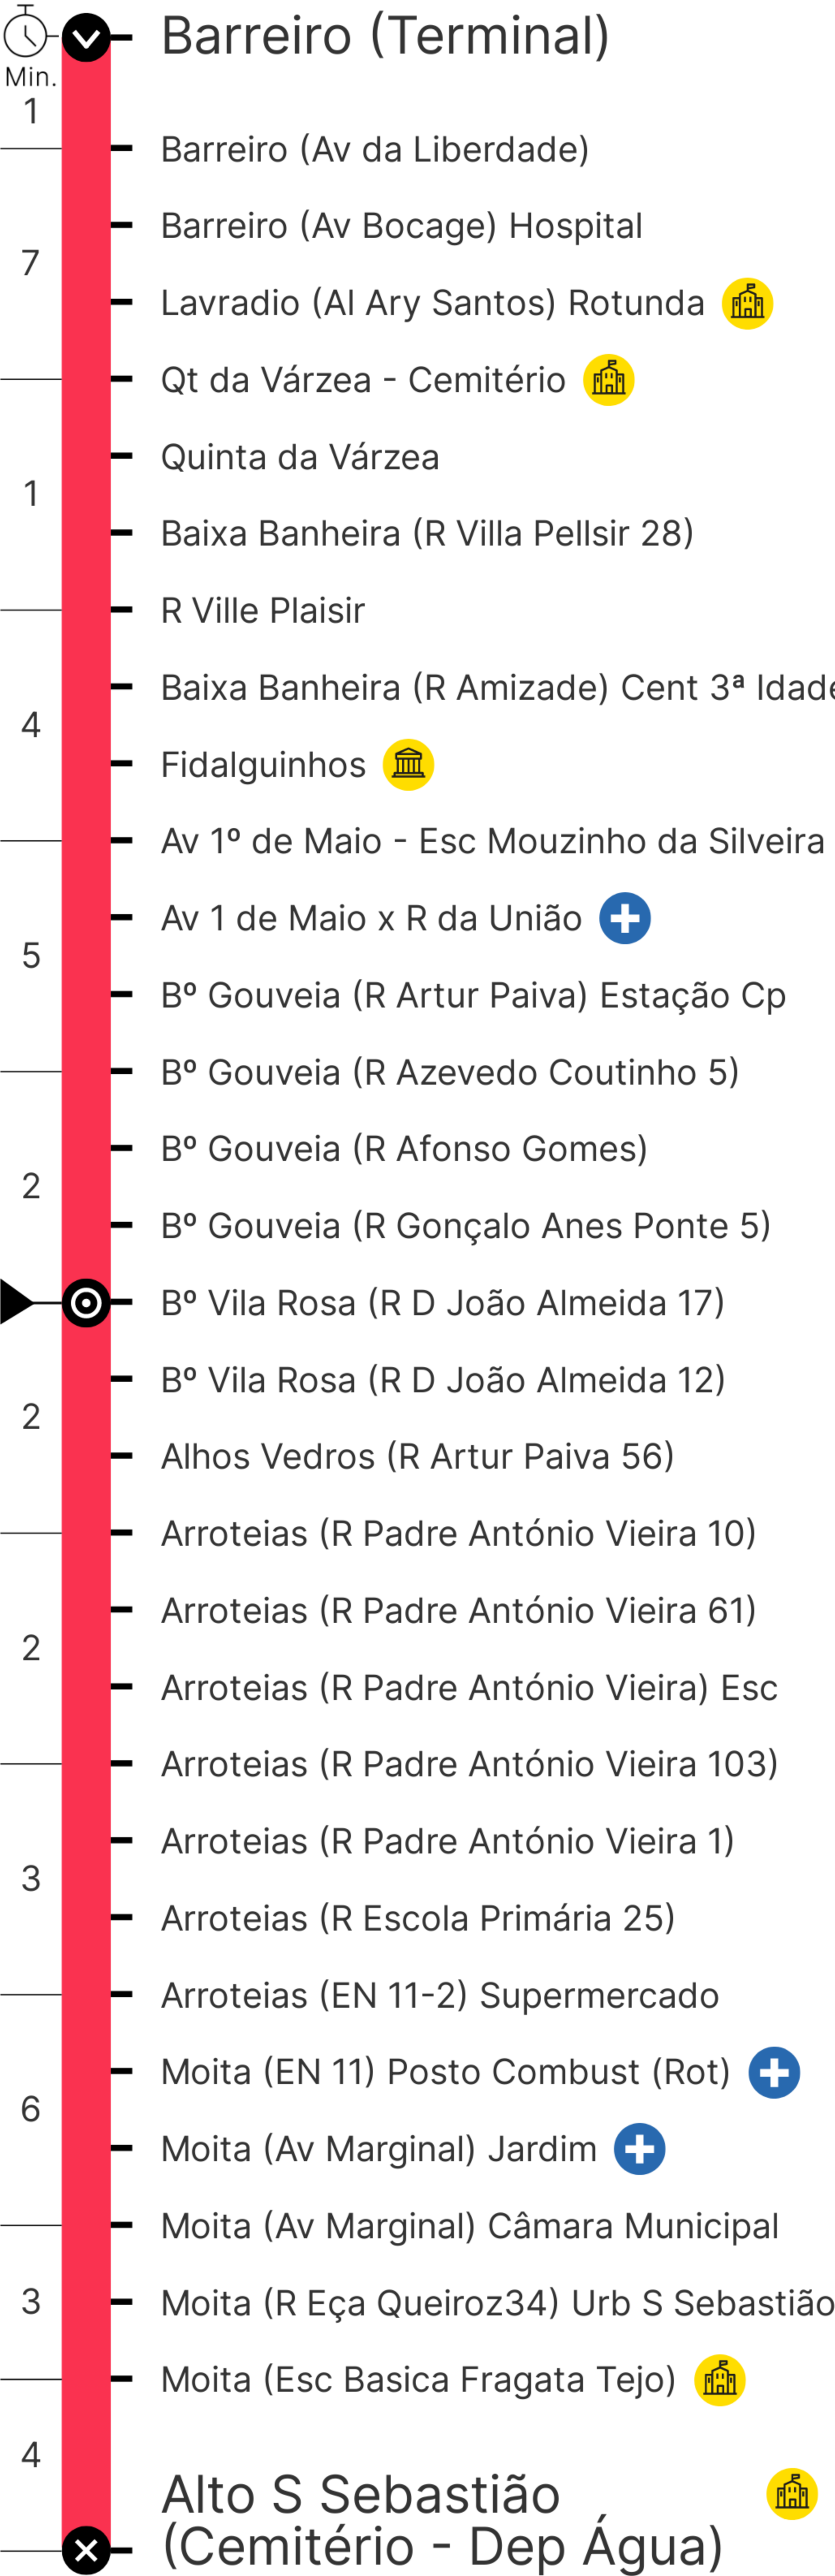 Barreiro (Terminal)
Min.
1
Barreiro (Av da Liberdade)
Barreiro (Av Bocage) Hospital
7
Lavradio (Al Ary Santos) Rotunda
Qt da Várzea - Cemitério
Quinta da Várzea
1
Baixa Banheira (R Villa Pellsir 28)
R Ville Plaisir
Baixa Banheira (R Amizade) Cent 3ª Idade
4
Fidalguinhos
Av 1º de Maio - Esc Mouzinho da Silveira
Av 1 de Maio x R da União
5
Bº Gouveia (R Artur Paiva) Estação Cp
Bº Gouveia (R Azevedo Coutinho 5)
Bº Gouveia (R Afonso Gomes)
2
Bº Gouveia (R Gonçalo Anes Ponte 5)
Bº Vila Rosa (R D João Almeida 17)
Bº Vila Rosa (R D João Almeida 12)
2
Alhos Vedros (R Artur Paiva 56)
Arroteias (R Padre António Vieira 10)
Arroteias (R Padre António Vieira 61)
2
Arroteias (R Padre António Vieira) Esc
Arroteias (R Padre António Vieira 103)
Arroteias (R Padre António Vieira 1)
3
Arroteias (R Escola Primária 25)
Arroteias (EN 11-2) Supermercado
Moita (EN 11) Posto Combust (Rot)
6
Moita (Av Marginal) Jardim
Moita (Av Marginal) Câmara Municipal
3
Moita (R Eça Queiroz34) Urb S Sebastião
Moita (Esc Basica Fragata Tejo)
4
Alto S Sebastião
(Cemitério - Dep Água)